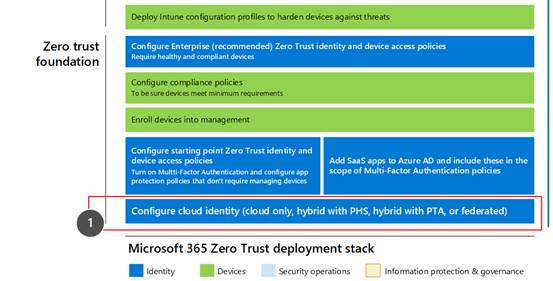 Deploy Intune configuration profiles to harden devices against threats
Zero trust
foundation
Configure Enterprise (recommended) Zero Trust identity and device access policies
Require healthy and compliant devices
Configure compliance policies
To be sure devices meet minimum requirements
Enroll devices into management
Configure starting point Zero Trust identity and
device access policies
Turn on Multi-Factor Authentication and configure app
protection policies that don't require managing devices
Add SaaS apps to Azure AD and include these in the
scope of Multi-Factor Authentication policies
1
Configure cloud identity (cloud only, hybrid with PHS, hybrid with PTA, or federated)
Microsoft 365 Zero Trust deployment stack
Identity
Devices
Security operations
Information protection & governance